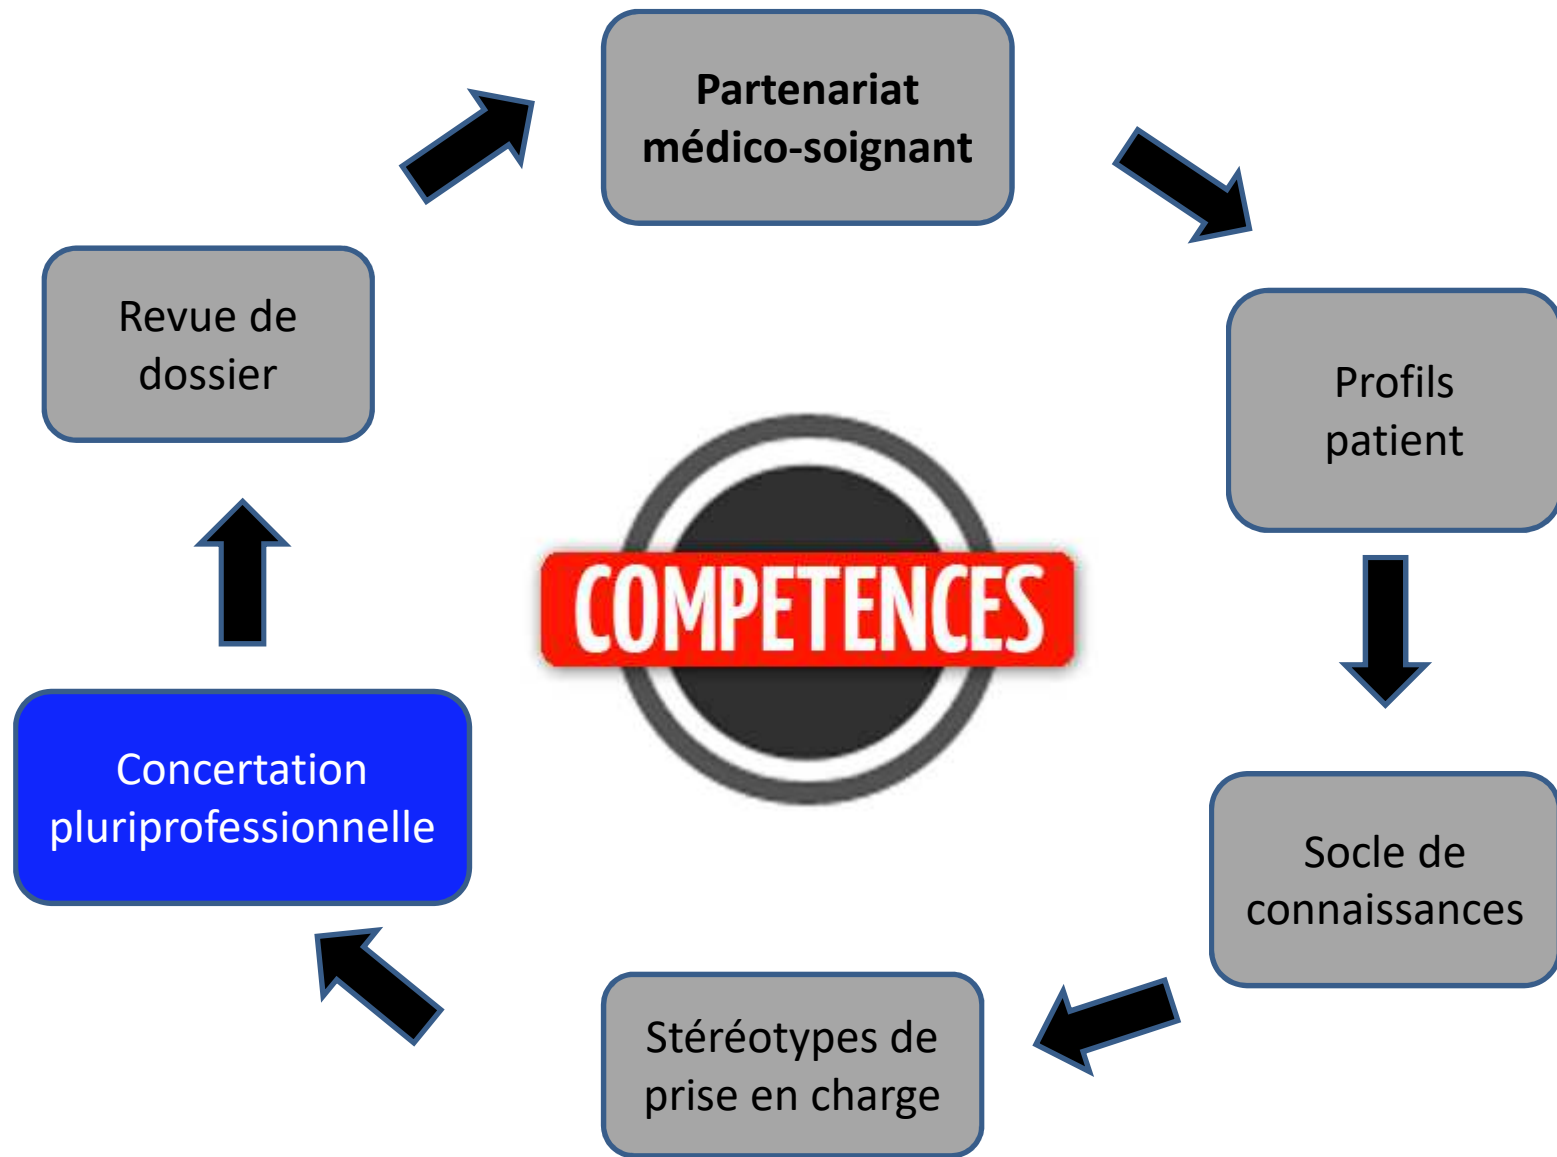 Partenariat
médico-soignant
Profils
patient
Socle de
connaissances
Stéréotypes de
prise en charge
Concertation
pluriprofessionnelle
Revue de
dossier
COMPETENCES